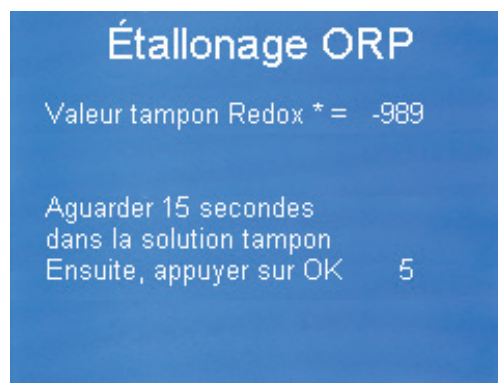 Étallonage ORP
Valeur tampon Redox * = -989
Aguarder 15 secondes
dans la solution tampon
Ensuite, appuyer sur OK 5